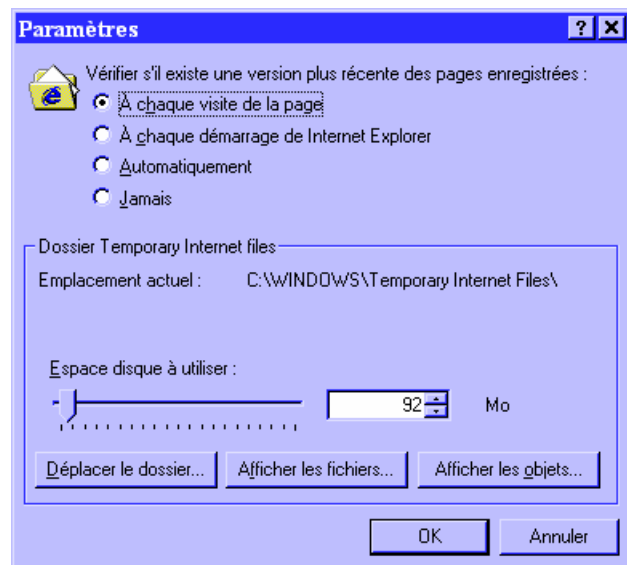 Paramètres
Vérifier s'il existe une version plus récente des pages enregistrées :
À chaque visite de la page
À chaque démarrage de Internet Explorer
Automatiquement
Jamais
Dossier Temporary Internet files
Emplacement actuel : C:\WINDOWS\Temporary Internet Files\
Espace disque à utiliser :
92 Mo
Déplacer le dossier... Afficher les fichiers... Afficher les objets...
OK Annuler